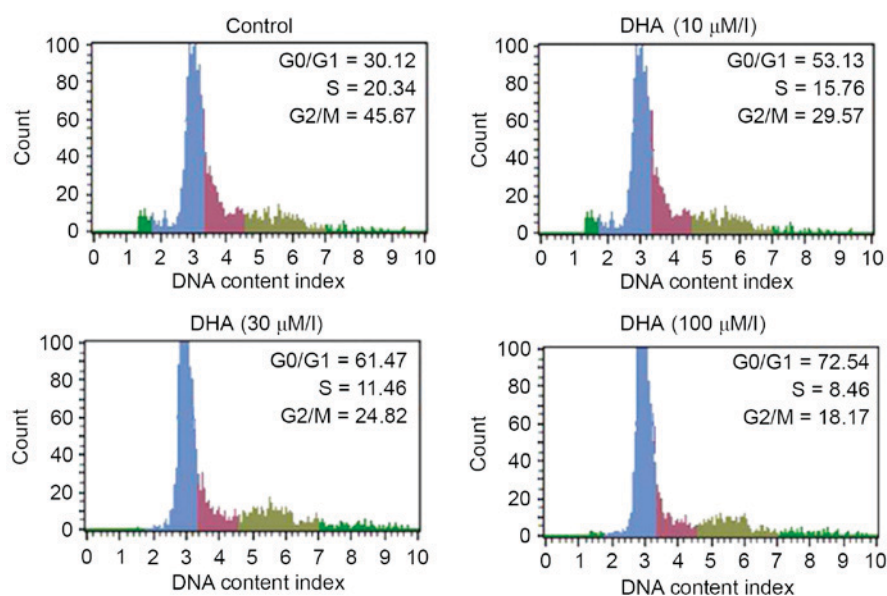 Control
100
80
60
40
20
0
Count
G0/G1 = 30.12
S = 20.34
G2/M = 45.67
0 1 2 3 4 5 6 7 8 9 10
DNA content index
DHA (10 μM/l)
100
80
60
40
20
0
Count
G0/G1 = 53.13
S = 15.76
G2/M = 29.57
0 1 2 3 4 5 6 7 8 9 10
DNA content index
DHA (30 μM/l)
100
80
60
40
20
0
Count
G0/G1 = 61.47
S = 11.46
G2/M = 24.82
0 1 2 3 4 5 6 7 8 9 10
DNA content index
DHA (100 μM/l)
100
80
60
40
20
0
Count
G0/G1 = 72.54
S = 8.46
G2/M = 18.17
0 1 2 3 4 5 6 7 8 9 10
DNA content index